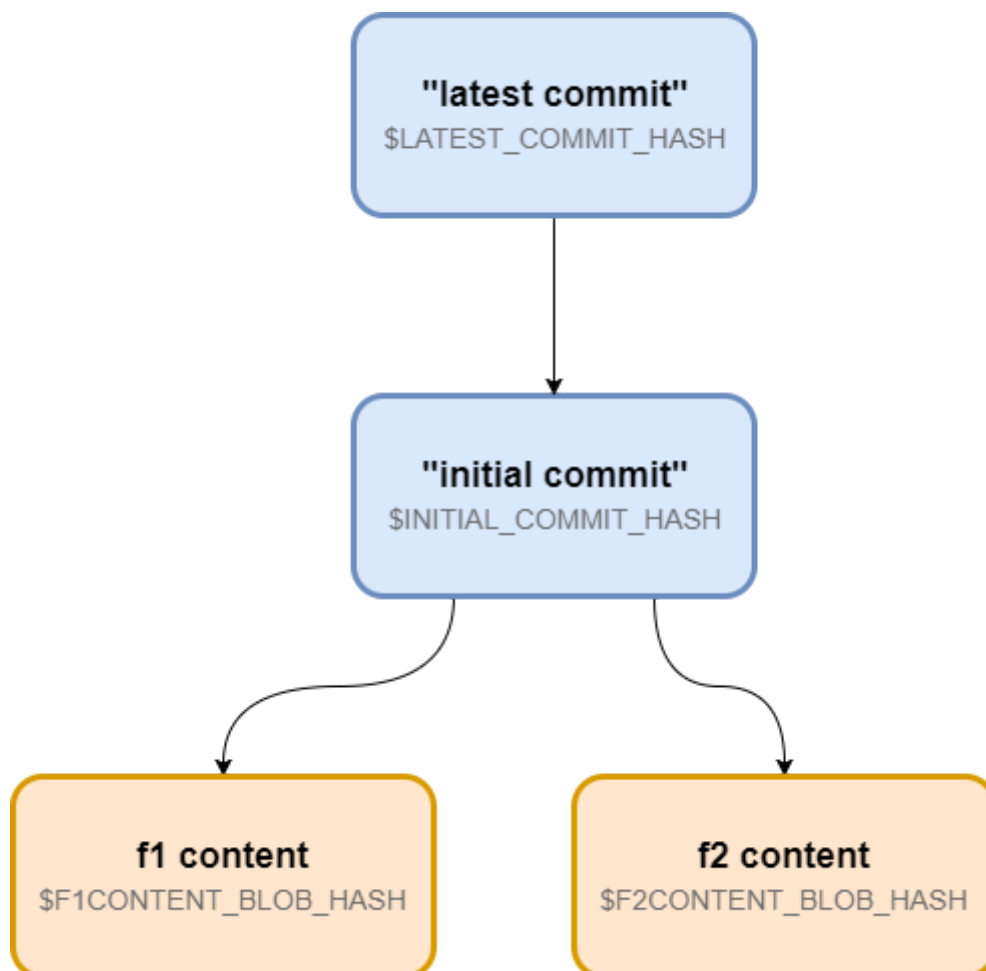 "latest commit"
$LATEST_COMMIT_HASH
"initial commit"
$INITIAL_COMMIT_HASH
f1 content
$F1CONTENT_BLOB_HASH
f2 content
$F2CONTENT_BLOB_HASH